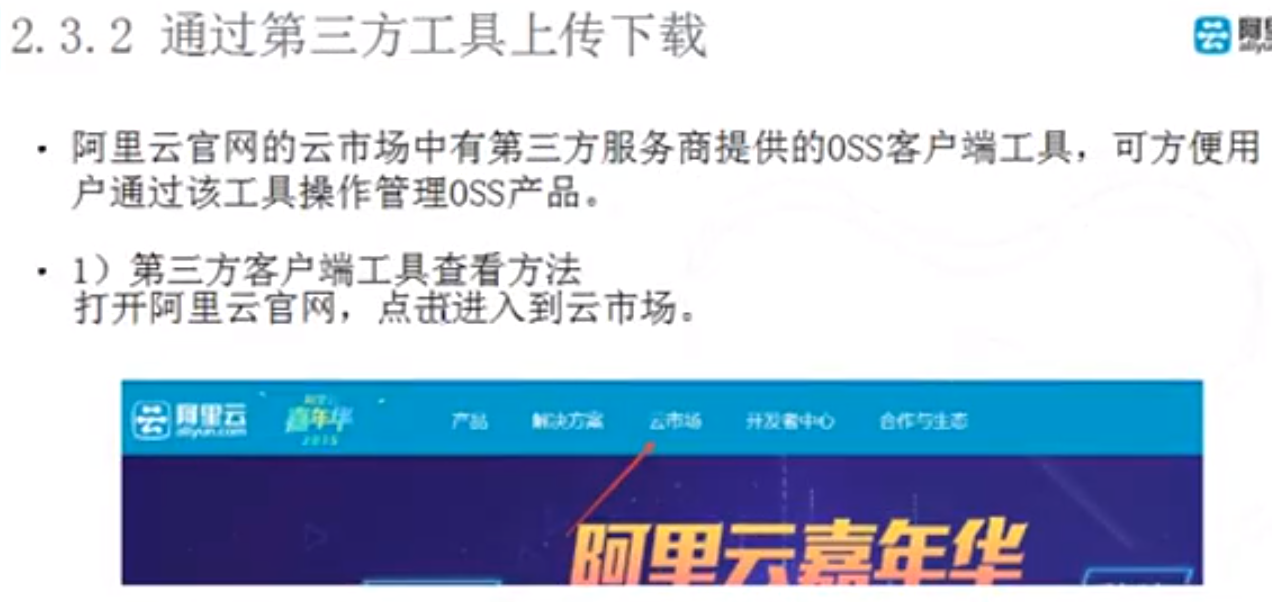 2.3.2 通过第三方工具上传下载
• 阿里云官网的云市场中有第三方服务商提供的OSS客户端工具，可方便用
户通过该工具操作管理OSS产品。
• 1）第三方客户端工具查看方法
打开阿里云官网，点击进入到云市场。
阿里云 嘉年华 产品 解决方案 云市场 开发者中心 合作与生态
aliyun.com 2015
阿里云嘉年华